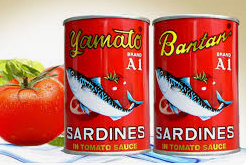 Yamato
BRAND
A1
SARDINES
IN TOMATO SAUCE
Bantan
BRAND
A1
SARDINES
IN TOMATO SAUCE